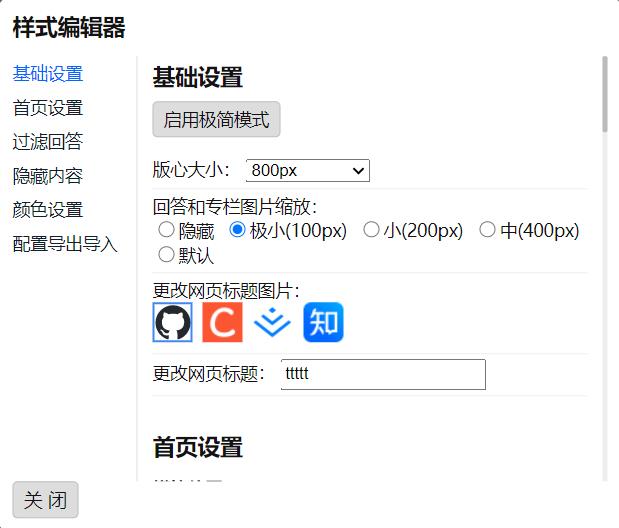 样式编辑器
基础设置
首页设置
过滤回答
隐藏内容
颜色设置
配置导出导入
基础设置
启用极简模式
版心大小： 800px
回答和专栏图片缩放：
隐藏 极小(100px) 小(200px) 中(400px)
默认
更改网页标题图片：
C 知
更改网页标题： ttttt
首页设置
关 闭